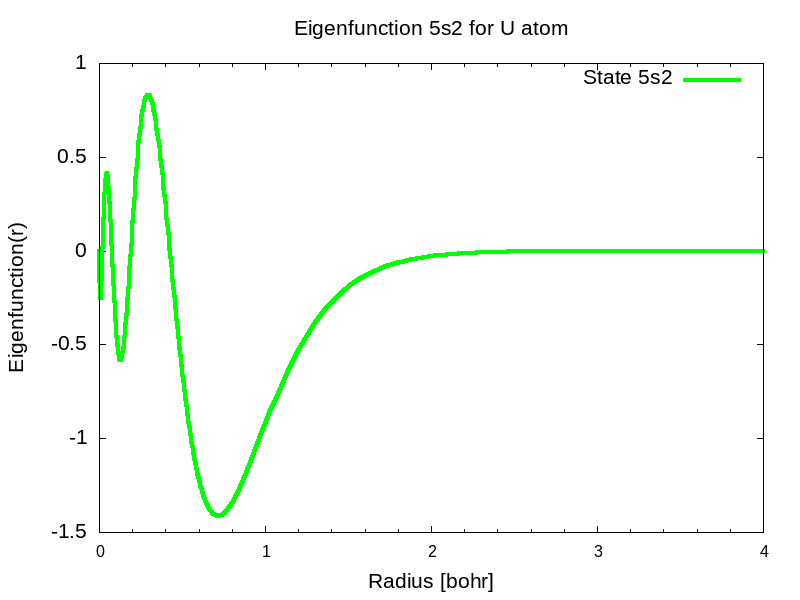 Eigenfunction 5s2 for U atom
State 5s2
Eigenfunction(r)
1
0.5
0
-0.5
-1
-1.5
0 1 2 3 4
Radius [bohr]